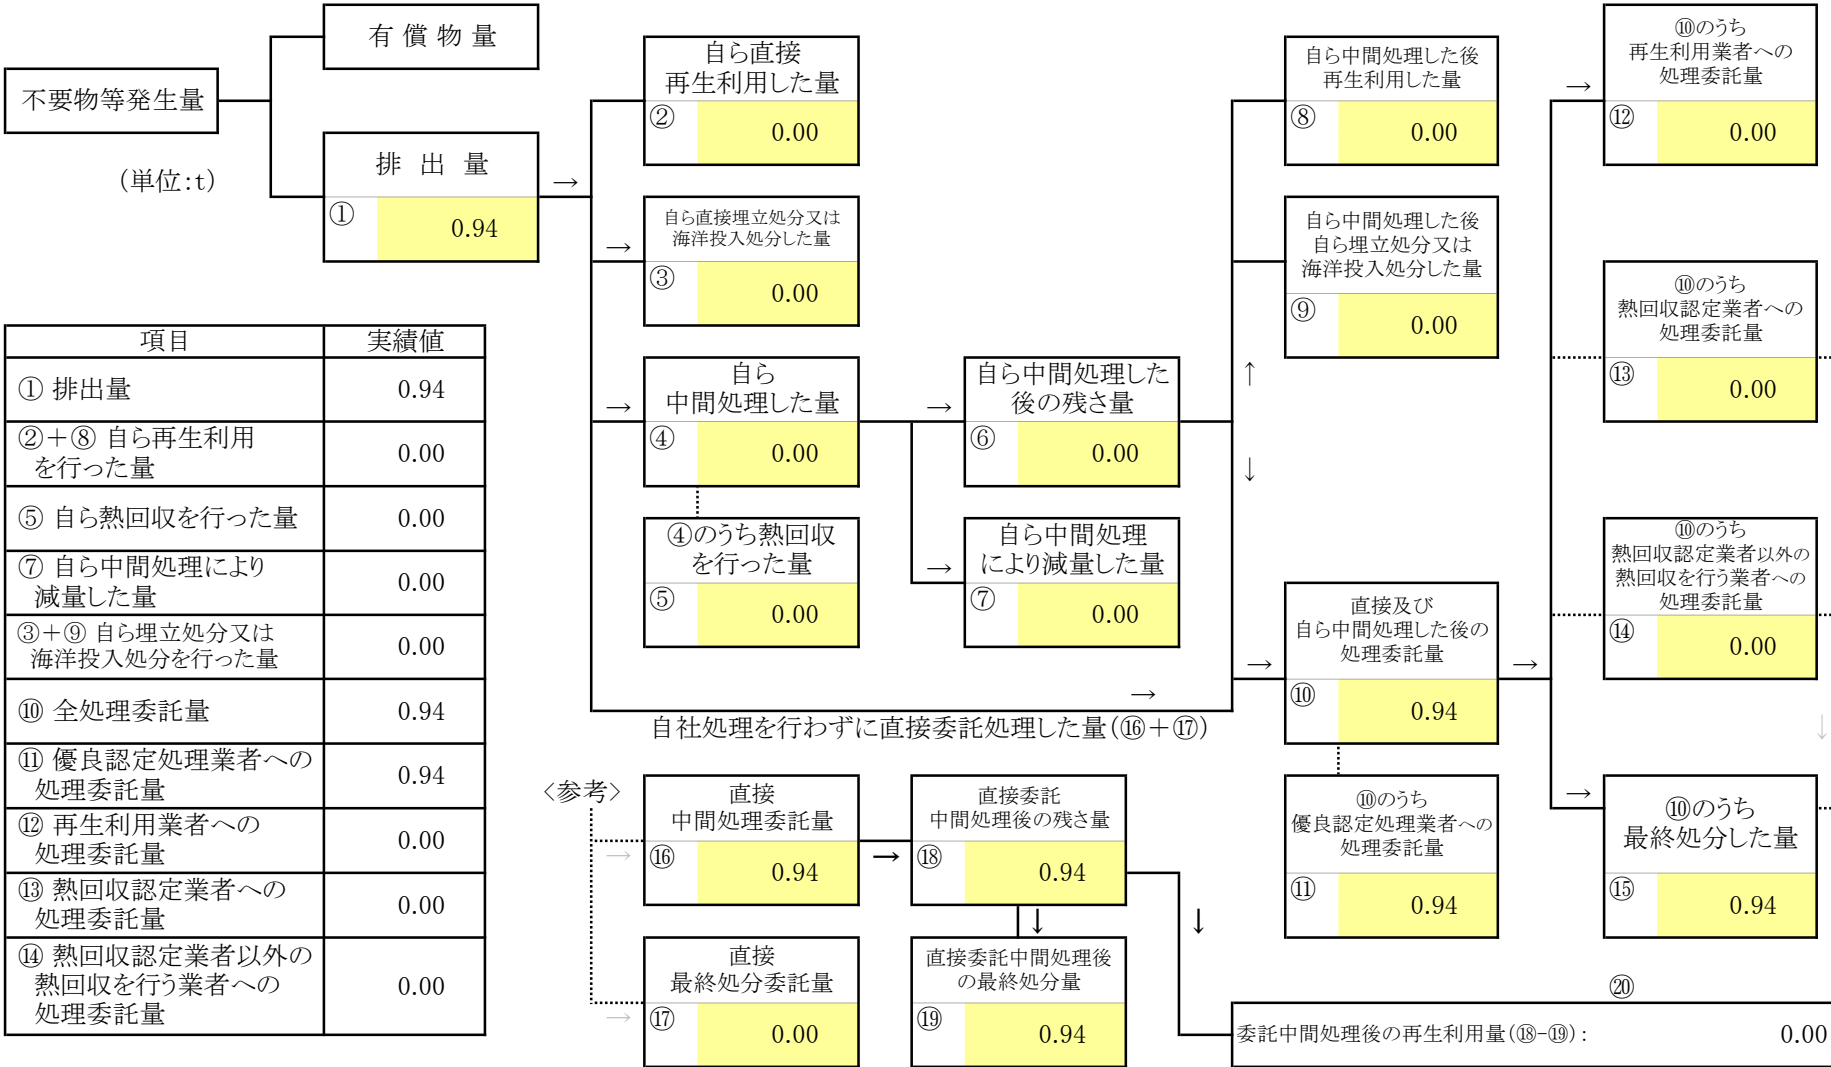 有 償 物 量
不要物等発生量
(単位:t)
排 出 量
→
① 0.94
自ら直接
再生利用した量
② 0.00
→
自ら直接埋立処分又は
海洋投入処分した量
③ 0.00
→
自ら
中間処理した量
④ 0.00
④のうち熱回収
を行った量
⑤ 0.00
→
自ら中間処理した
後の残さ量
⑥ 0.00
→
自ら中間処理
により減量した量
⑦ 0.00
↑
↓
自ら中間処理した後
再生利用した量
⑧ 0.00
自ら中間処理した後
自ら埋立処分又は
海洋投入処分した量
⑨ 0.00
→
自社処理を行わずに直接委託処理した量(⑯+⑰)
→
直接及び
自ら中間処理した後の
処理委託量
⑩ 0.94
⑩のうち
優良認定処理業者への
処理委託量
⑪ 0.94
→
→
⑩のうち
再生利用業者への
処理委託量
⑫ 0.00
⑩のうち
熱回収認定業者への
処理委託量
⑬ 0.00
⑩のうち
熱回収認定業者以外の
熱回収を行う業者への
処理委託量
⑭ 0.00
↓
→
⑩のうち
最終処分した量
⑮ 0.94
項目 実績値
① 排出量 0.94
②+⑧ 自ら再生利用
を行った量 0.00
⑤ 自ら熱回収を行った量 0.00
⑦ 自ら中間処理により
減量した量 0.00
③+⑨ 自ら埋立処分又は
海洋投入処分を行った量 0.00
⑩ 全処理委託量 0.94
⑪ 優良認定処理業者への
処理委託量 0.94
⑫ 再生利用業者への
処理委託量 0.00
⑬ 熱回収認定業者への
処理委託量 0.00
⑭ 熱回収認定業者以外の
熱回収を行う業者への
処理委託量 0.00
<参考>
→
直接
中間処理委託量
⑯ 0.94
→
直接委託
中間処理後の残さ量
⑱ 0.94
↓
↓
→
直接
最終処分委託量
⑰ 0.00
直接委託中間処理後
の最終処分量
⑲ 0.94
⑳
委託中間処理後の再生利用量(⑱-⑲): 0.00